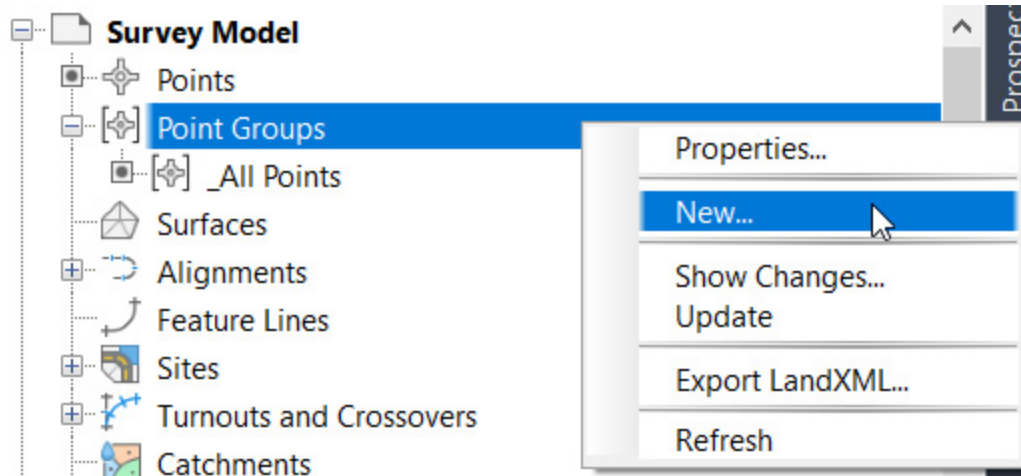 Survey Model
Points
Point Groups
_All Points
Surfaces
Alignments
Feature Lines
Sites
Turnouts and Crossovers
Catchments
Properties...
New...
Show Changes...
Update
Export LandXML...
Refresh
Prospec